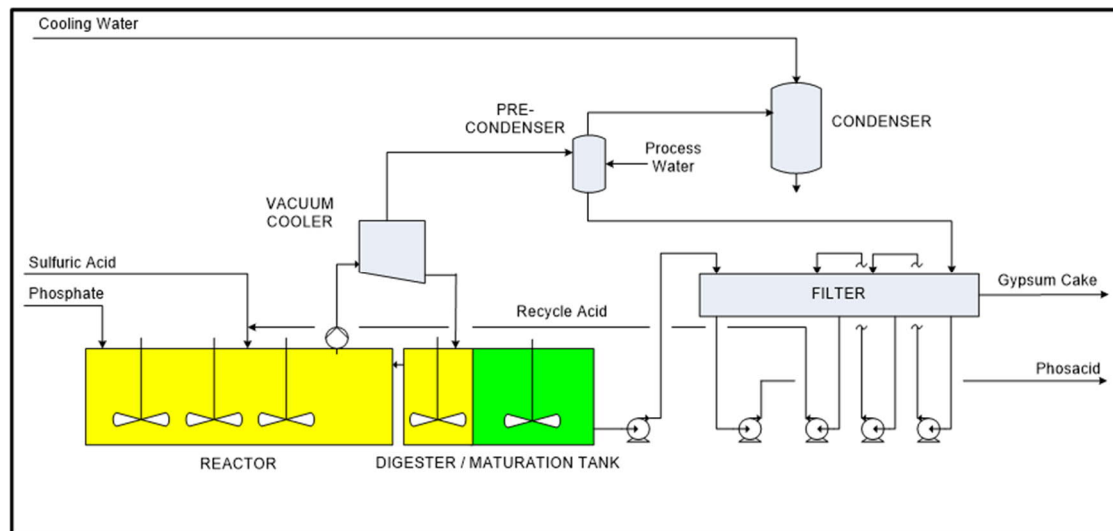 Cooling Water
PRE-
CONDENSER
CONDENSER
Process
Water
VACUUM
COOLER
Sulfuric Acid
Phosphate
Recycle Acid
FILTER
Gypsum Cake
Phosacid
REACTOR
DIGESTER / MATURATION TANK